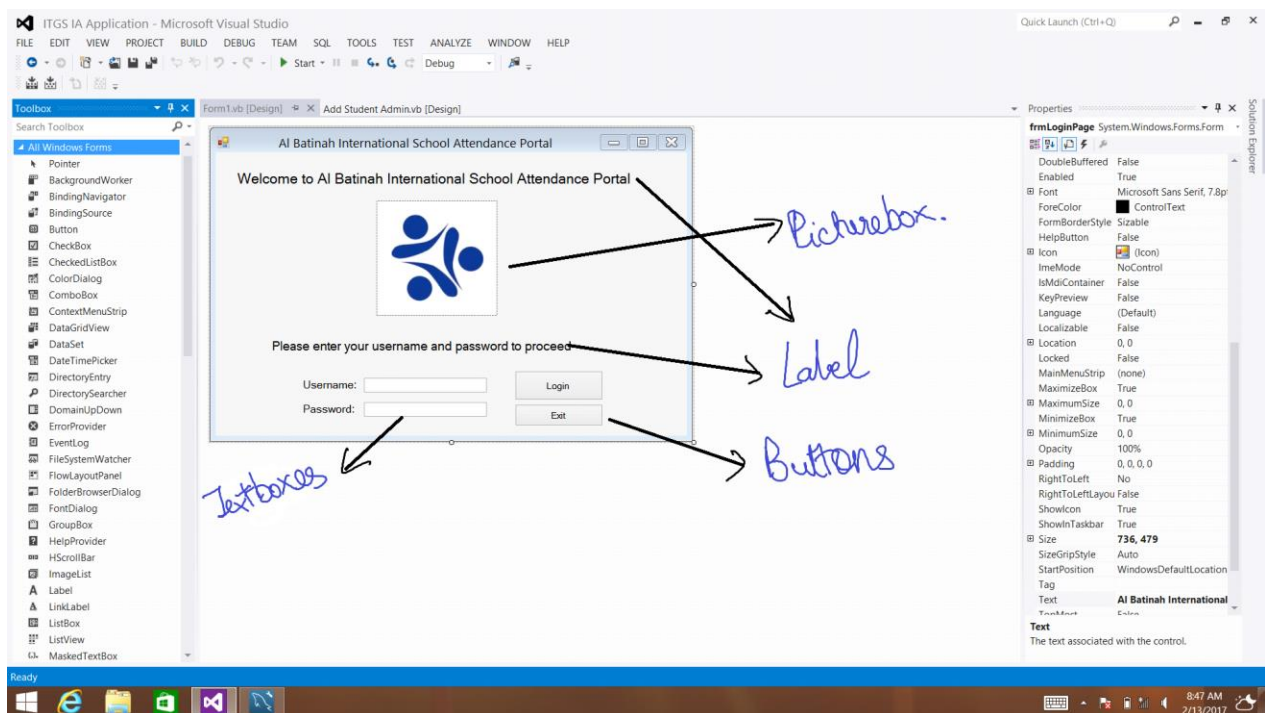 ITGS IA Application - Microsoft Visual Studio
Quick Launch (Ctrl+Q)
FILE EDIT VIEW PROJECT BUILD DEBUG TEAM SQL TOOLS TEST ANALYZE WINDOW HELP
Start
Debug
Toolbox
Search Toolbox
All Windows Forms
Pointer
BackgroundWorker
BindingNavigator
BindingSource
Button
CheckBox
CheckedListBox
ColorDialog
ComboBox
ContextMenuStrip
DataGridView
DataSet
DateTimePicker
DirectoryEntry
DirectorySearcher
DomainUpDown
ErrorProvider
EventLog
FileSystemWatcher
FlowLayoutPanel
FolderBrowserDialog
FontDialog
GroupBox
HelpProvider
HScrollBar
ImageList
Label
LinkLabel
ListBox
ListView
MaskedTextBox
Form1.vb [Design] Add Student Admin.vb [Design]
Al Batinah International School Attendance Portal
Welcome to Al Batinah International School Attendance Portal
Please enter your username and password to proceed
Username:
Login
Password:
Exit
Picturebox.
Label
Buttons
Textboxes
Properties
frmLoginPage System.Windows.Forms.Form
DoubleBuffered False
Enabled True
Font Microsoft Sans Serif, 7.8p
ForeColor ControlText
FormBorderStyle Sizable
HelpButton False
Icon (Icon)
ImeMode NoControl
IsMdiContainer False
KeyPreview False
Language (Default)
Localizable False
Location 0, 0
Locked False
MainMenuStrip (none)
MaximizeBox True
MaximumSize 0, 0
MinimizeBox True
MinimumSize 0, 0
Opacity 100%
Padding 0, 0, 0, 0
RightToLeft No
RightToLeftLayou False
ShowIcon True
ShowInTaskbar True
Size 736, 479
SizeGripStyle Auto
StartPosition WindowsDefaultLocation
Tag
Text Al Batinah International
TopMost False
Text
The text associated with the control.
Solution Explorer
Ready
8:47 AM
2/13/2017